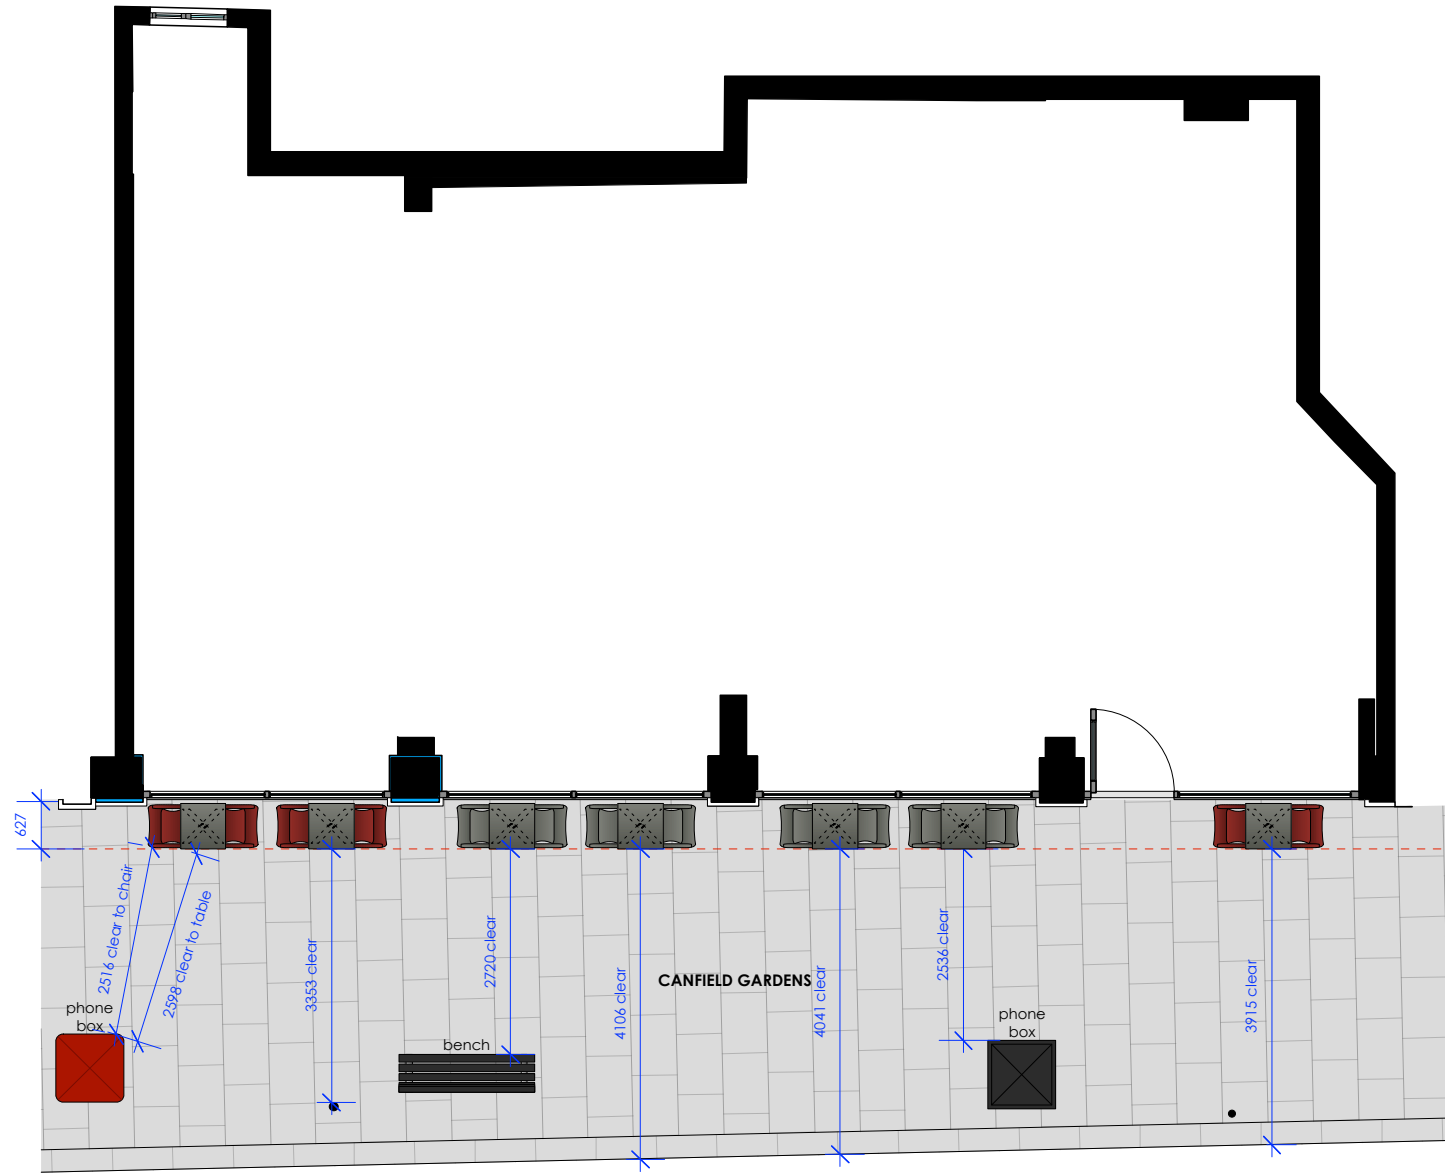 627
2516 clear to chair
2598 clear to table
3353 clear
2720 clear
4106 clear
CANFIELD GARDENS
4041 clear
2536 clear
3915 clear
phone
box
bench
phone
box